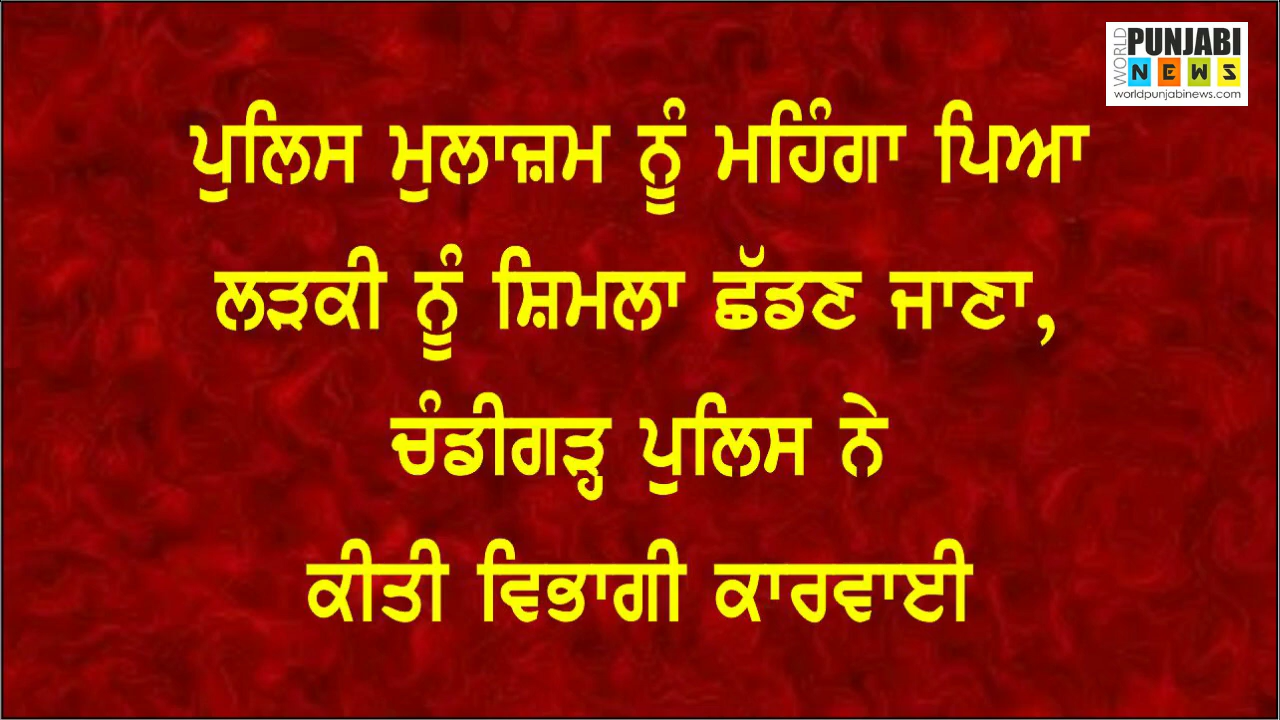 WORLD
PUNJABI
NEWS
worldpunjabinews.com
ਪੁਲਿਸ ਮੁਲਾਜ਼ਮ ਨੂੰ ਮਹਿੰਗਾ ਪਿਆ
ਲੜਕੀ ਨੂੰ ਸ਼ਿਮਲਾ ਛੱਡਣ ਜਾਣਾ,
ਚੰਡੀਗੜ੍ਹ ਪੁਲਿਸ ਨੇ
ਕੀਤੀ ਵਿਭਾਗੀ ਕਾਰਵਾਈ